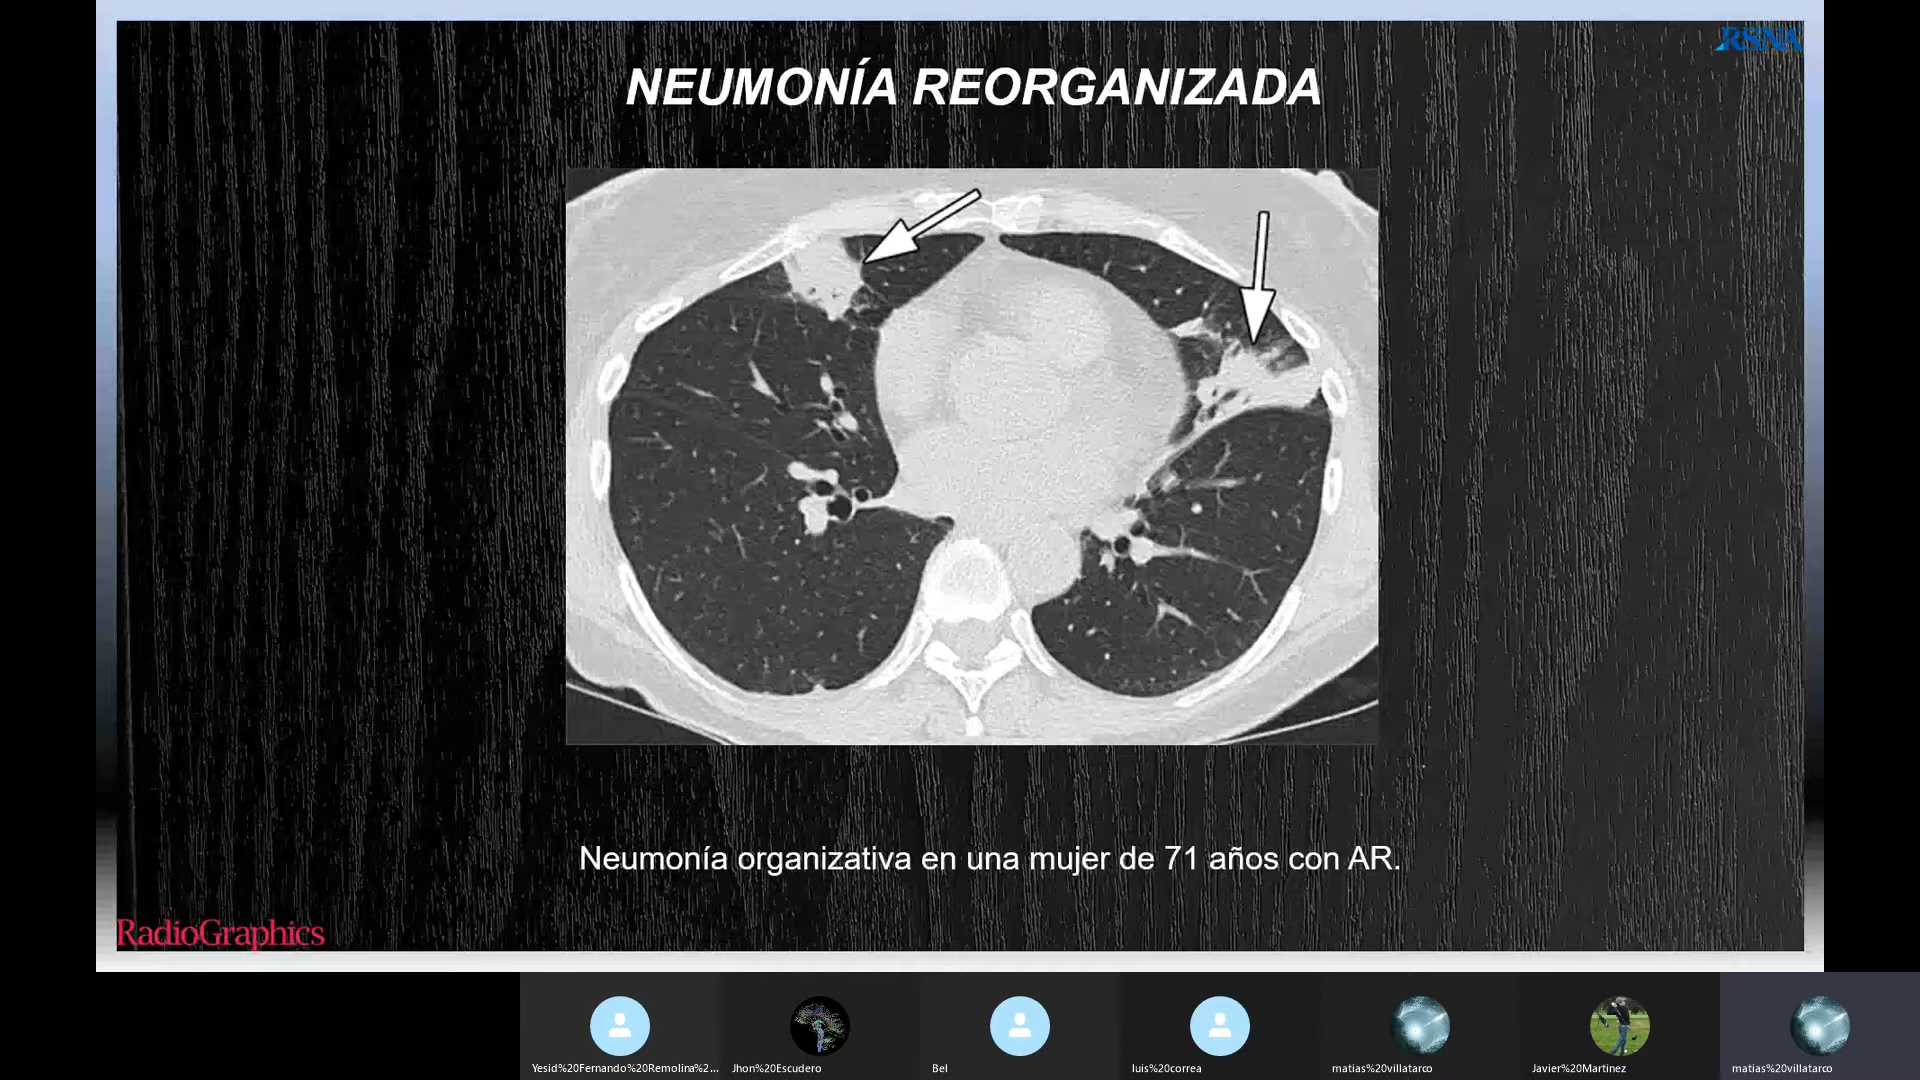 RSNA
NEUMONÍA REORGANIZADA
Neumonía organizativa en una mujer de 71 años con AR.
RadioGraphics
Yesid%20Fernando%20Remolina%2...
Jhon%20Escudero
Bel
luis%20correa
matias%20villatarco
Javier%20Martinez
matias%20villatarco